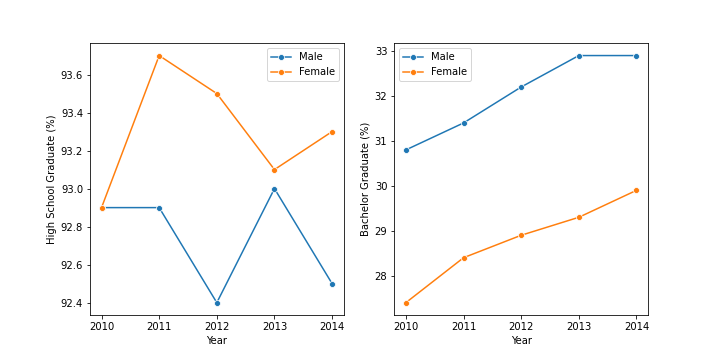 High School Graduate (%)
93.6
93.4
93.2
93.0
92.8
92.6
92.4
Male
Female
2010 2011 2012 2013 2014
Year
Bachelor Graduate (%)
33
32
31
30
29
28
Male
Female
2010 2011 2012 2013 2014
Year